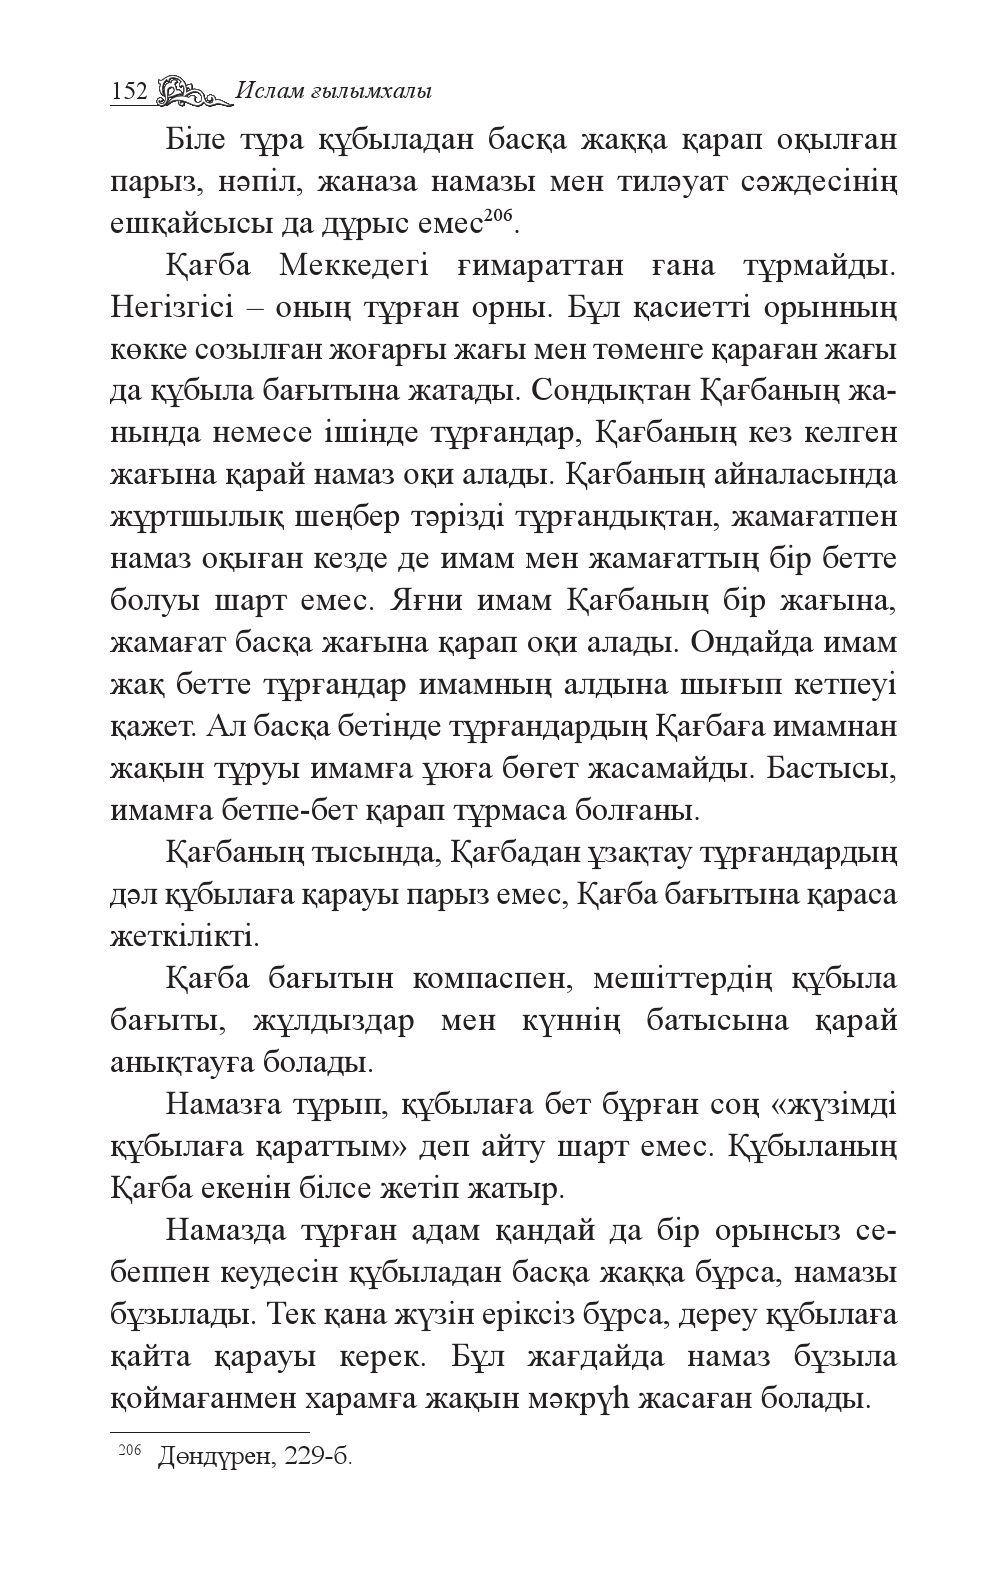 152 Ислам ғылымхалы
Біле тұра құбыладан басқа жаққа қарап оқылған
парыз, нәпіл, жаназа намазы мен тиләуат сәждесінің
ешқайсысы да дұрыс емес206.
Қағба Меккедегі ғимараттан ғана тұрмайды.
Негізгісі – оның тұрған орны. Бұл қасиетті орынның
көкке созылған жоғарғы жағы мен төменге қараған жағы
да құбыла бағытына жатады. Сондықтан Қағбаның жа-
нында немесе ішінде тұрғандар, Қағбаның кез келген
жағына қарай намаз оқи алады. Қағбаның айналасында
жұртшылық шеңбер тәрізді тұрғандықтан, жамағатпен
намаз оқыған кезде де имам мен жамағаттың бір бетте
болуы шарт емес. Яғни имам Қағбаның бір жағына,
жамағат басқа жағына қарап оқи алады. Ондайда имам
жақ бетте тұрғандар имамның алдына шығып кетпеуі
қажет. Ал басқа бетінде тұрғандардың Қағбаға имамнан
жақын тұруы имамға ұюға бөгет жасамайды. Бастысы,
имамға бетпе-бет қарап тұрмаса болғаны.
Қағбаның тысында, Қағбадан ұзақтау тұрғандардың
дәл құбылаға қарауы парыз емес, Қағба бағытына қараса
жеткілікті.
Қағба бағытын компаспен, мешіттердің құбыла
бағыты, жұлдыздар мен күннің батысына қарай
анықтауға болады.
Намазға тұрып, құбылаға бет бұрған соң «жүзімді
құбылаға қараттым» деп айту шарт емес. Құбыланың
Қағба екенін білсе жетіп жатыр.
Намазда тұрған адам қандай да бір орынсыз се-
беппен кеудесін құбыладан басқа жаққа бұрса, намазы
бұзылады. Тек қана жүзін еріксіз бұрса, дереу құбылаға
қайта қарауы керек. Бұл жағдайда намаз бұзыла
қоймағанмен харамға жақын мәкрүһ жасаған болады.
206 Дөндүрен, 229-б.